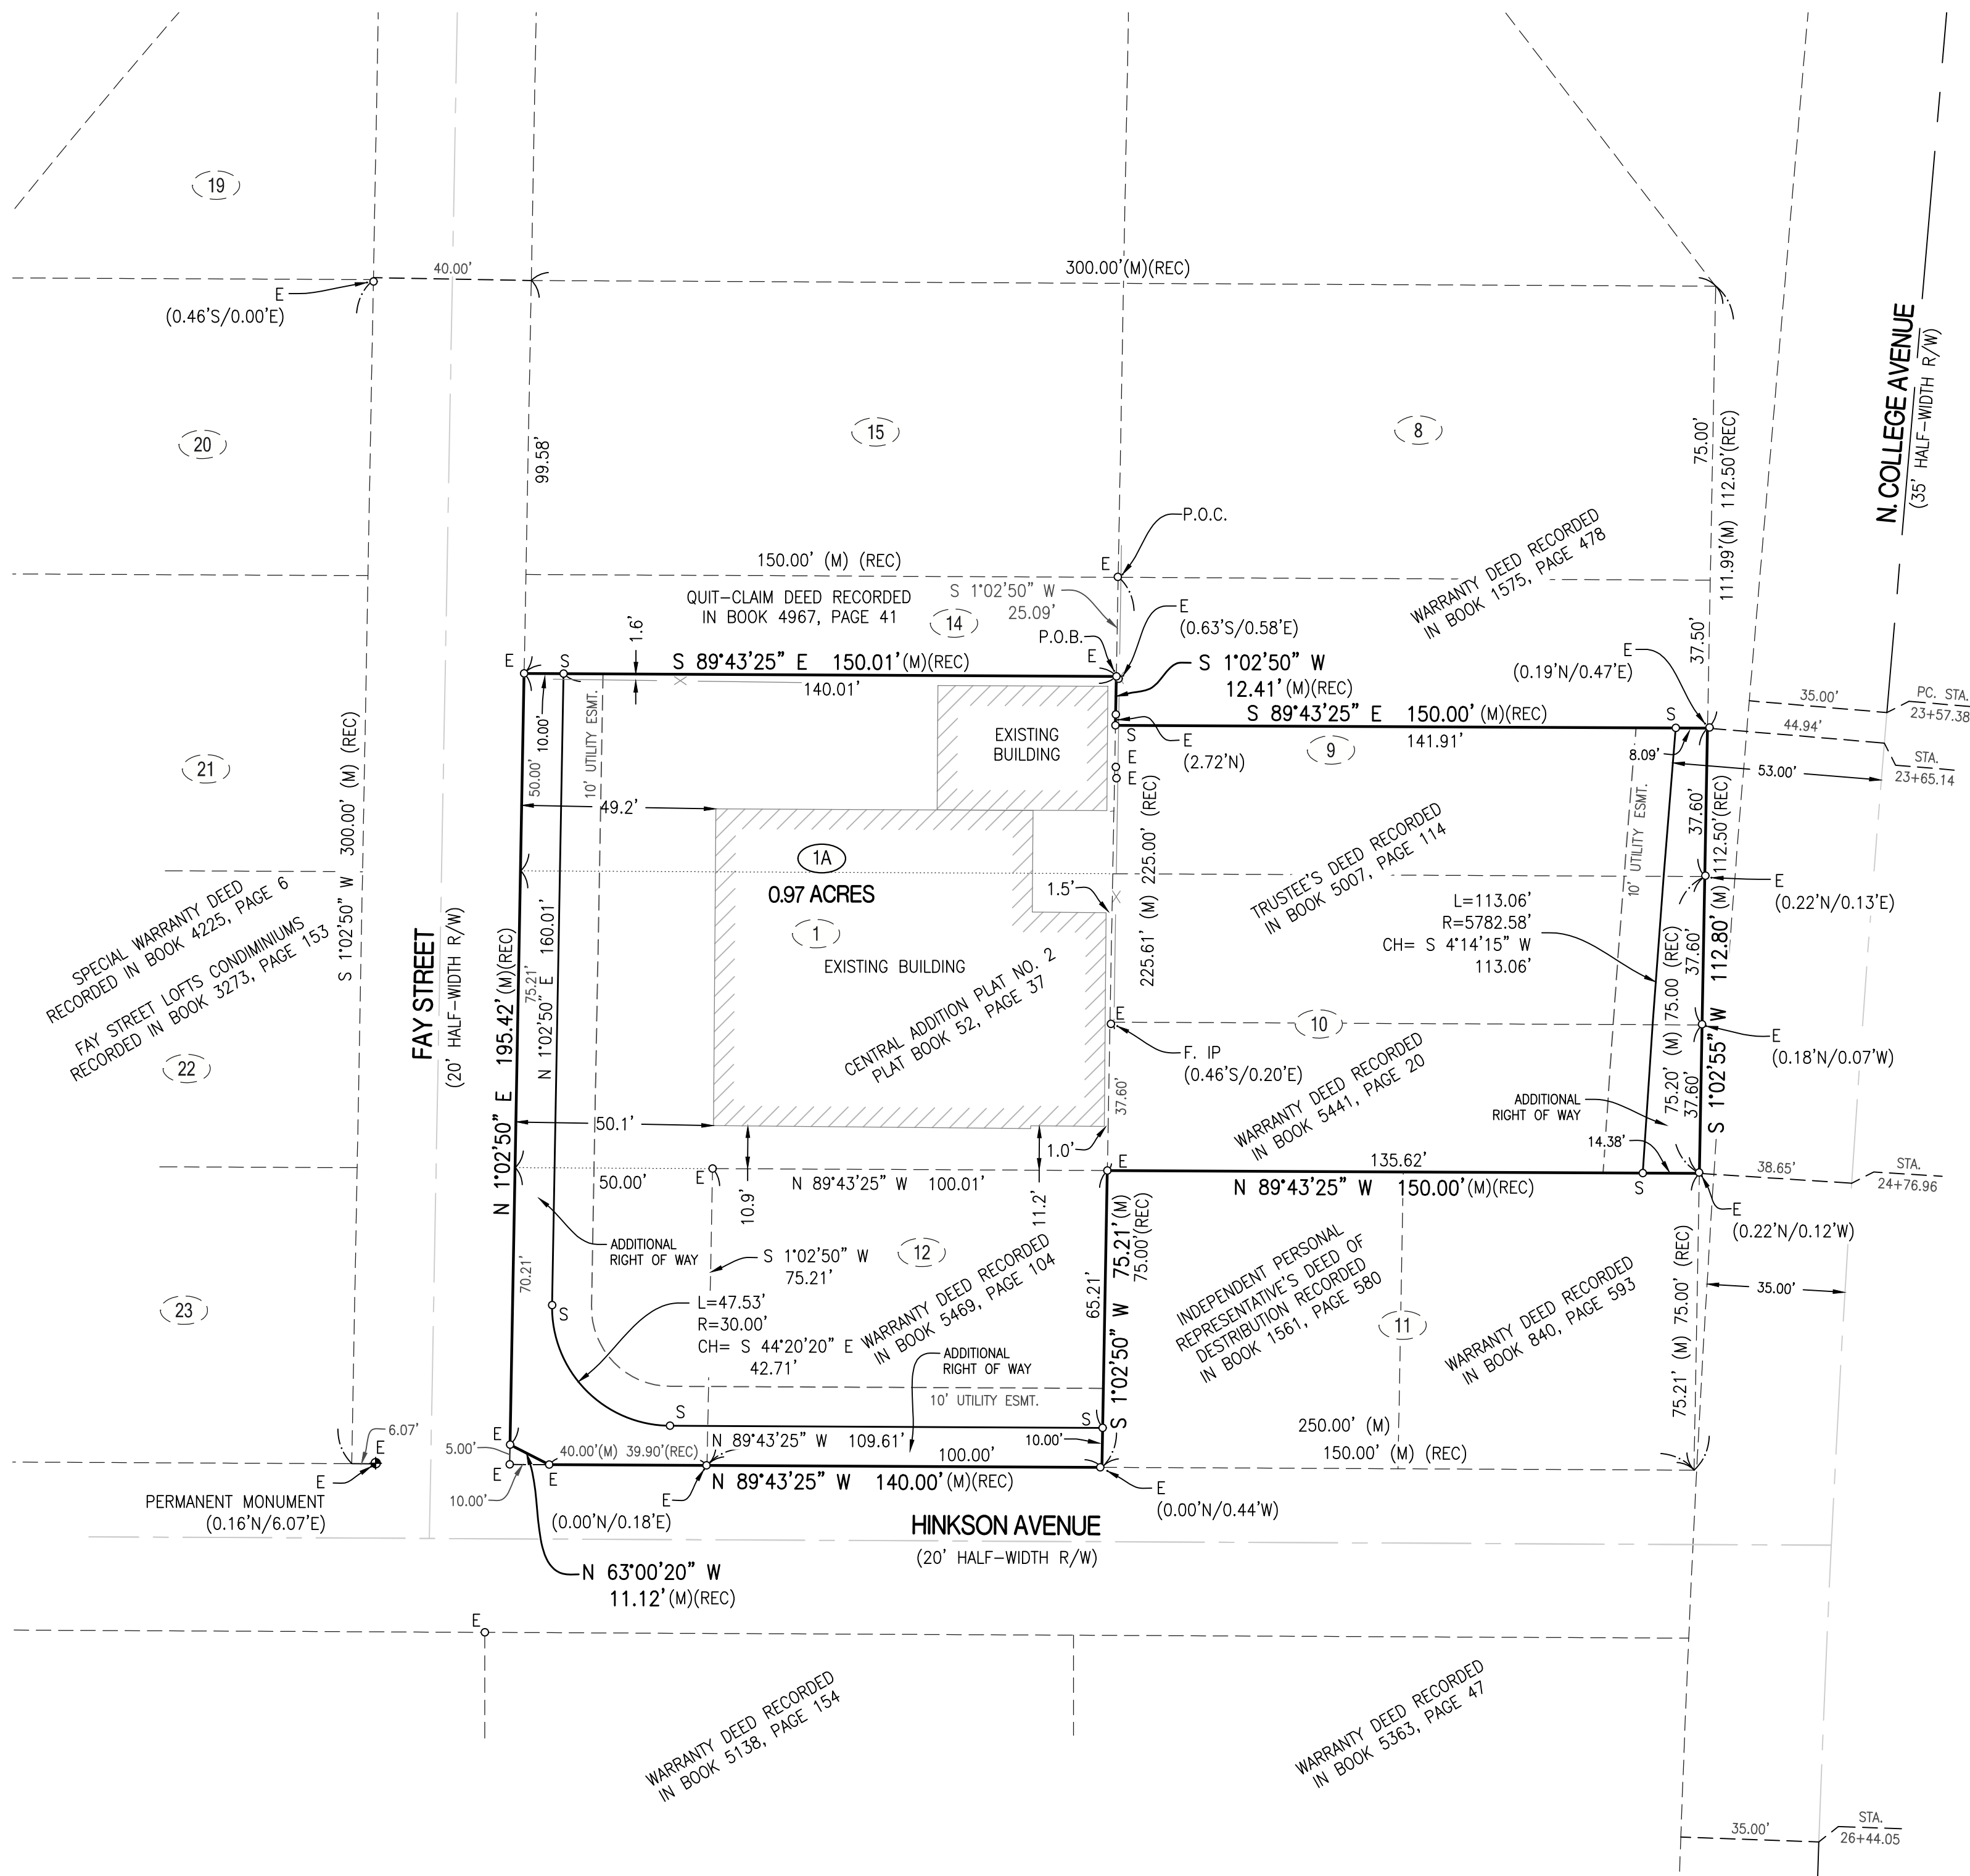 19
40.00'
300.00'(M)(REC)
E
(0.46'S/0.00'E)
N. COLLEGE AVENUE
(35' HALF-WIDTH R/W)
20
99.58'
15
8
75.00'
111.99'(M) 112.50'(REC)
37.50'
P.O.C.
150.00' (M) (REC)
E
S 1°02'50" W
25.09'
QUIT-CLAIM DEED RECORDED
IN BOOK 4967, PAGE 41
14
WARRANTY DEED RECORDED
IN BOOK 1575, PAGE 478
E
(0.63'S/0.58'E)
P.O.B.
E
1.6'
E
S
S 89°43'25" E 150.01'(M)(REC)
140.01'
S 1°02'50" W
12.41'(M)(REC)
S 89°43'25" E 150.00'(M)(REC)
141.91'
E
(0.19'N/0.47'E)
S
8.09'
35.00'
PC. STA.
23+57.38
44.94'
STA.
23+65.14
53.00'
10.00'
50.00'
10' UTILITY ESMT.
EXISTING
BUILDING
S
E
(2.72'N)
E
E
9
21
S 1°02'50" W 300.00' (M) (REC)
49.2'
1A
0.97 ACRES
1
EXISTING BUILDING
1.5'
225.61' (M) 225.00' (REC)
TRUSTEE'S DEED RECORDED
IN BOOK 5007, PAGE 114
10' UTILITY ESMT.
37.60'
E
(0.22'N/0.13'E)
L=113.06'
R=5782.58'
CH= S 4°14'15" W
113.06'
SPECIAL WARRANTY DEED
RECORDED IN BOOK 4225, PAGE 6
FAY STREET LOFTS CONDIMINIUMS
RECORDED IN BOOK 3273, PAGE 153
FAY STREET
(20' HALF-WIDTH R/W)
N 1°02'50" E 195.42'(M)(REC)
75.21'
N 1°02'50" E 160.01'
CENTRAL ADDITION PLAT NO. 2
PLAT BOOK 52, PAGE 37
E
F. IP
(0.46'S/0.20'E)
37.60'
10
75.20' (M) 75.00 (REC)
37.60'
37.60'
S 1°02'55" W 112.80'(M)112.50'(REC)
E
(0.18'N/0.07'W)
22
WARRANTY DEED RECORDED
IN BOOK 5441, PAGE 20
ADDITIONAL
RIGHT OF WAY
50.1'
1.0'
E
135.62'
14.38'
N 89°43'25" W 150.00'(M)(REC)
S
38.65'
STA.
24+76.96
E
(0.22'N/0.12'W)
50.00'
E
N 89°43'25" W 100.01'
10.9'
11.2'
ADDITIONAL
RIGHT OF WAY
70.21'
S 1°02'50" W
75.21'
12
WARRANTY DEED RECORDED
IN BOOK 5469, PAGE 104
S 1°02'50" W 75.21'(M)
75.00'(REC)
65.21'
INDEPENDENT PERSONAL
REPRESENTATIVE'S DEED OF
DESTRIBUTION RECORDED
IN BOOK 1561, PAGE 580
11
WARRANTY DEED RECORDED
IN BOOK 840, PAGE 593
75.21' (M) 75.00' (REC)
35.00'
23
S
L=47.53'
R=30.00'
CH= S 44°20'20" E
42.71'
ADDITIONAL
RIGHT OF WAY
10' UTILITY ESMT.
S
S
N 89°43'25" W 109.61'
10.00'
250.00' (M)
150.00' (M) (REC)
E
6.07'
E
PERMANENT MONUMENT
(0.16'N/6.07'E)
E
5.00'
E
10.00'
E
40.00'(M) 39.90'(REC)
100.00'
N 89°43'25" W 140.00'(M)(REC)
E
(0.00'N/0.18'E)
E
(0.00'N/0.44'W)
HINKSON AVENUE
(20' HALF-WIDTH R/W)
N 63°00'20" W
11.12'(M)(REC)
E
WARRANTY DEED RECORDED
IN BOOK 5138, PAGE 154
WARRANTY DEED RECORDED
IN BOOK 5363, PAGE 47
35.00'
STA.
26+44.05